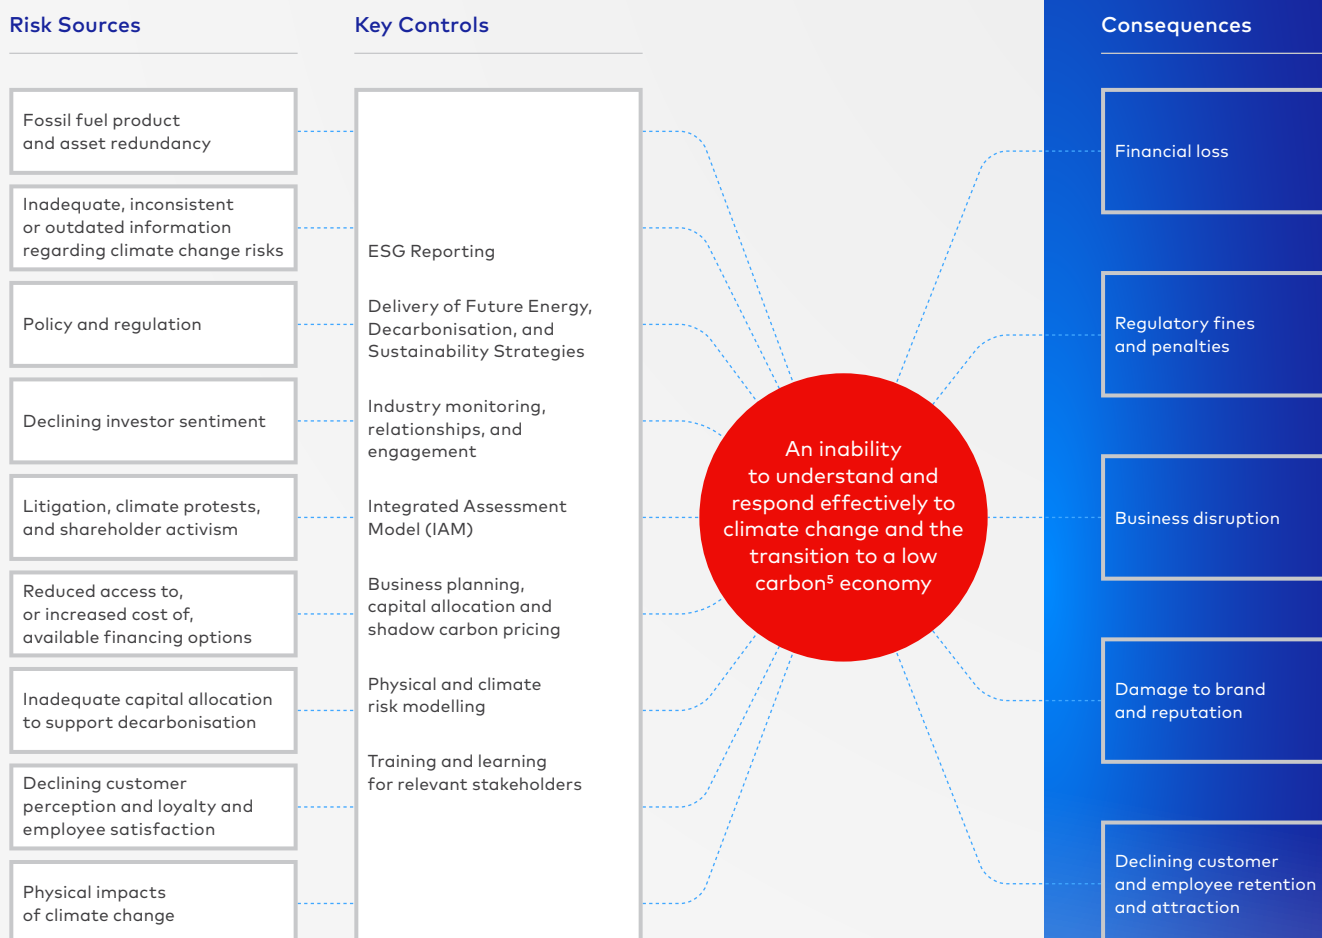 Risk Sources
Fossil fuel product
and asset redundancy
Inadequate, inconsistent
or outdated information
regarding climate change risks
Policy and regulation
Declining investor sentiment
Litigation, climate protests,
and shareholder activism
Reduced access to,
or increased cost of,
available financing options
Inadequate capital allocation
to support decarbonisation
Declining customer
perception and loyalty and
employee satisfaction
Physical impacts
of climate change
Key Controls
ESG Reporting
Delivery of Future Energy,
Decarbonisation, and
Sustainability Strategies
Industry monitoring,
relationships, and
engagement
Integrated Assessment
Model (IAM)
Business planning,
capital allocation and
shadow carbon pricing
Physical and climate
risk modelling
Training and learning
for relevant stakeholders
An inability
to understand and
respond effectively to
climate change and the
transition to a low
carbon⁵ economy
Consequences
Financial loss
Regulatory fines
and penalties
Business disruption
Damage to brand
and reputation
Declining customer
and employee retention
and attraction